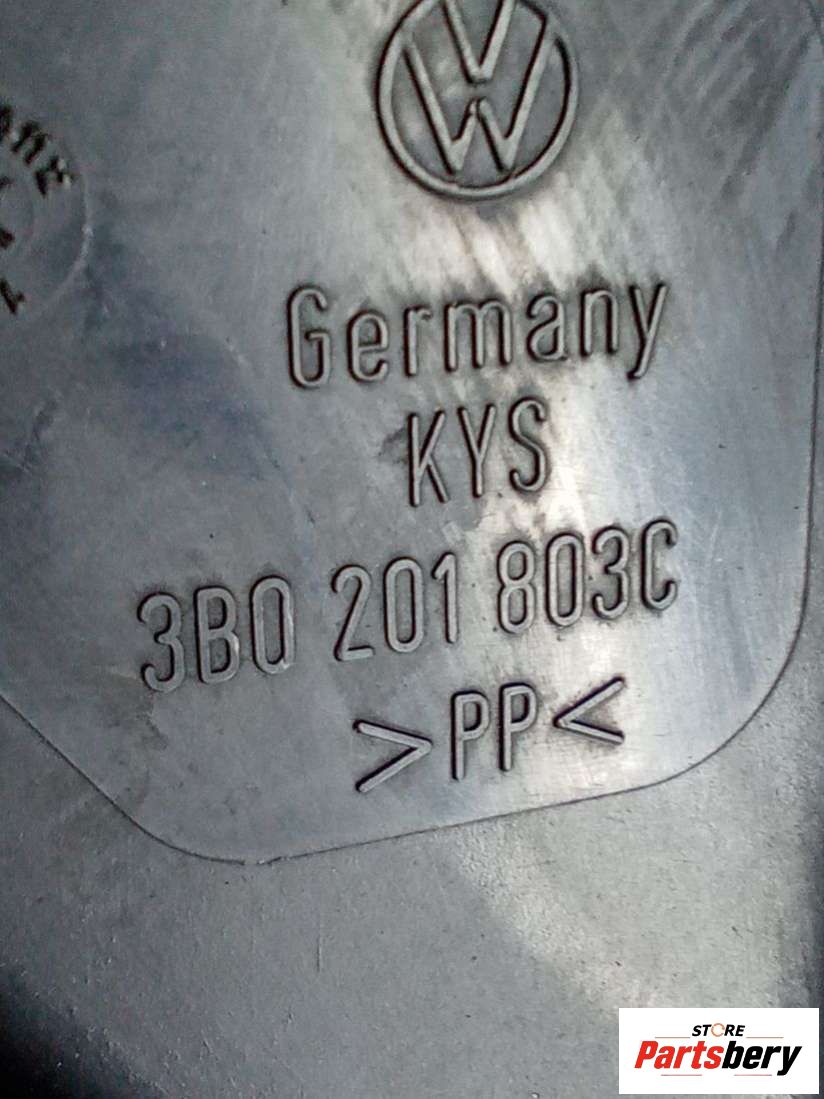 Germany
KYS
3B0 201 803C
>PP<
STORE
Partsbery